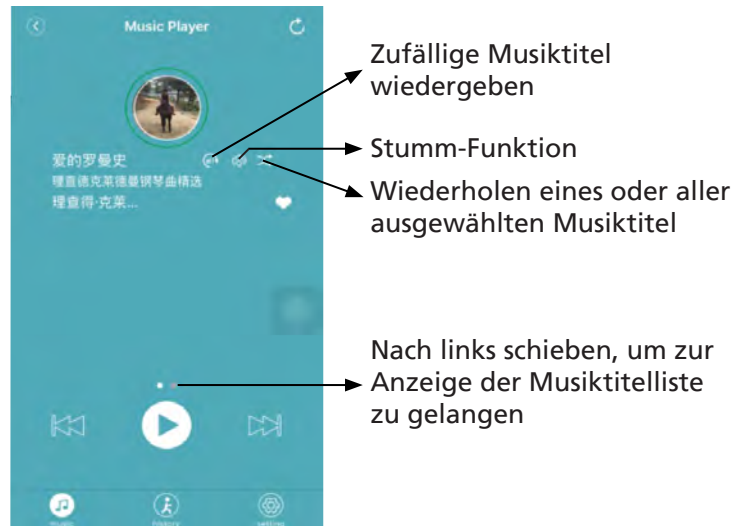 Music Player
Zufällige Musiktitel
wiedergeben
爱的罗曼史
Stumm-Funktion
理查德克莱德曼钢琴曲精选
Wiederholen eines oder aller
ausgewählten Musiktitel
理查得·克莱...
Nach links schieben, um zur
Anzeige der Musiktitelliste
zu gelangen